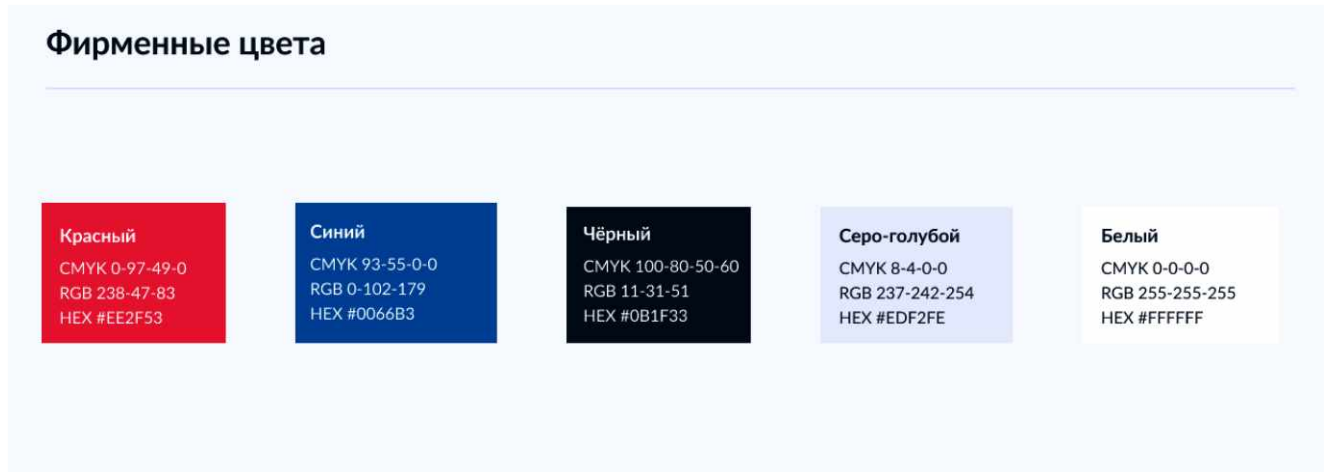 Фирменные цвета
Красный
CMYK 0-97-49-0
RGB 238-47-83
HEX #EE2F53
Синий
CMYK 93-55-0-0
RGB 0-102-179
HEX #0066B3
Чёрный
CMYK 100-80-50-60
RGB 11-31-51
HEX #0B1F33
Серо-голубой
CMYK 8-4-0-0
RGB 237-242-254
HEX #EDF2FE
Белый
CMYK 0-0-0-0
RGB 255-255-255
HEX #FFFFFF